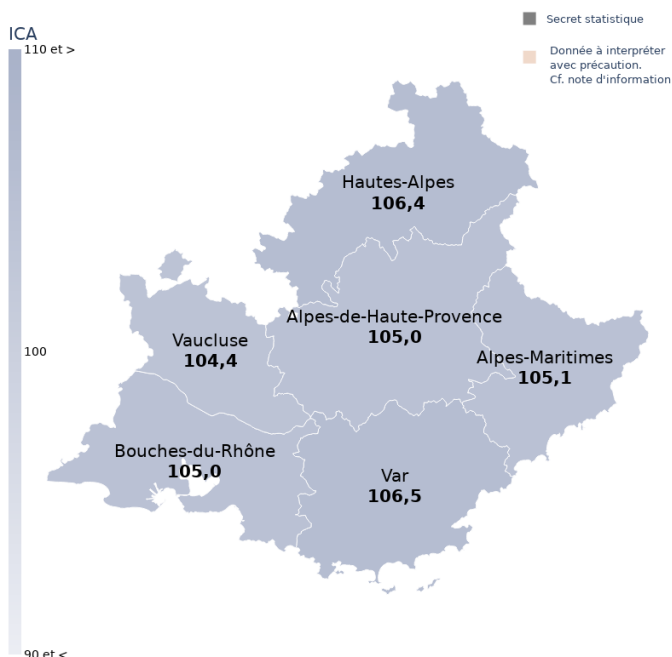 Secret statistique
ICA
110 et >
Donnée à interpréter
avec précaution.
Cf. note d'information
Hautes-Alpes
106,4
Alpes-de-Haute-Provence
105,0
Vaucluse
104,4
100
Alpes-Maritimes
105,1
Bouches-du-Rhône
105,0
Var
106,5
90 et <